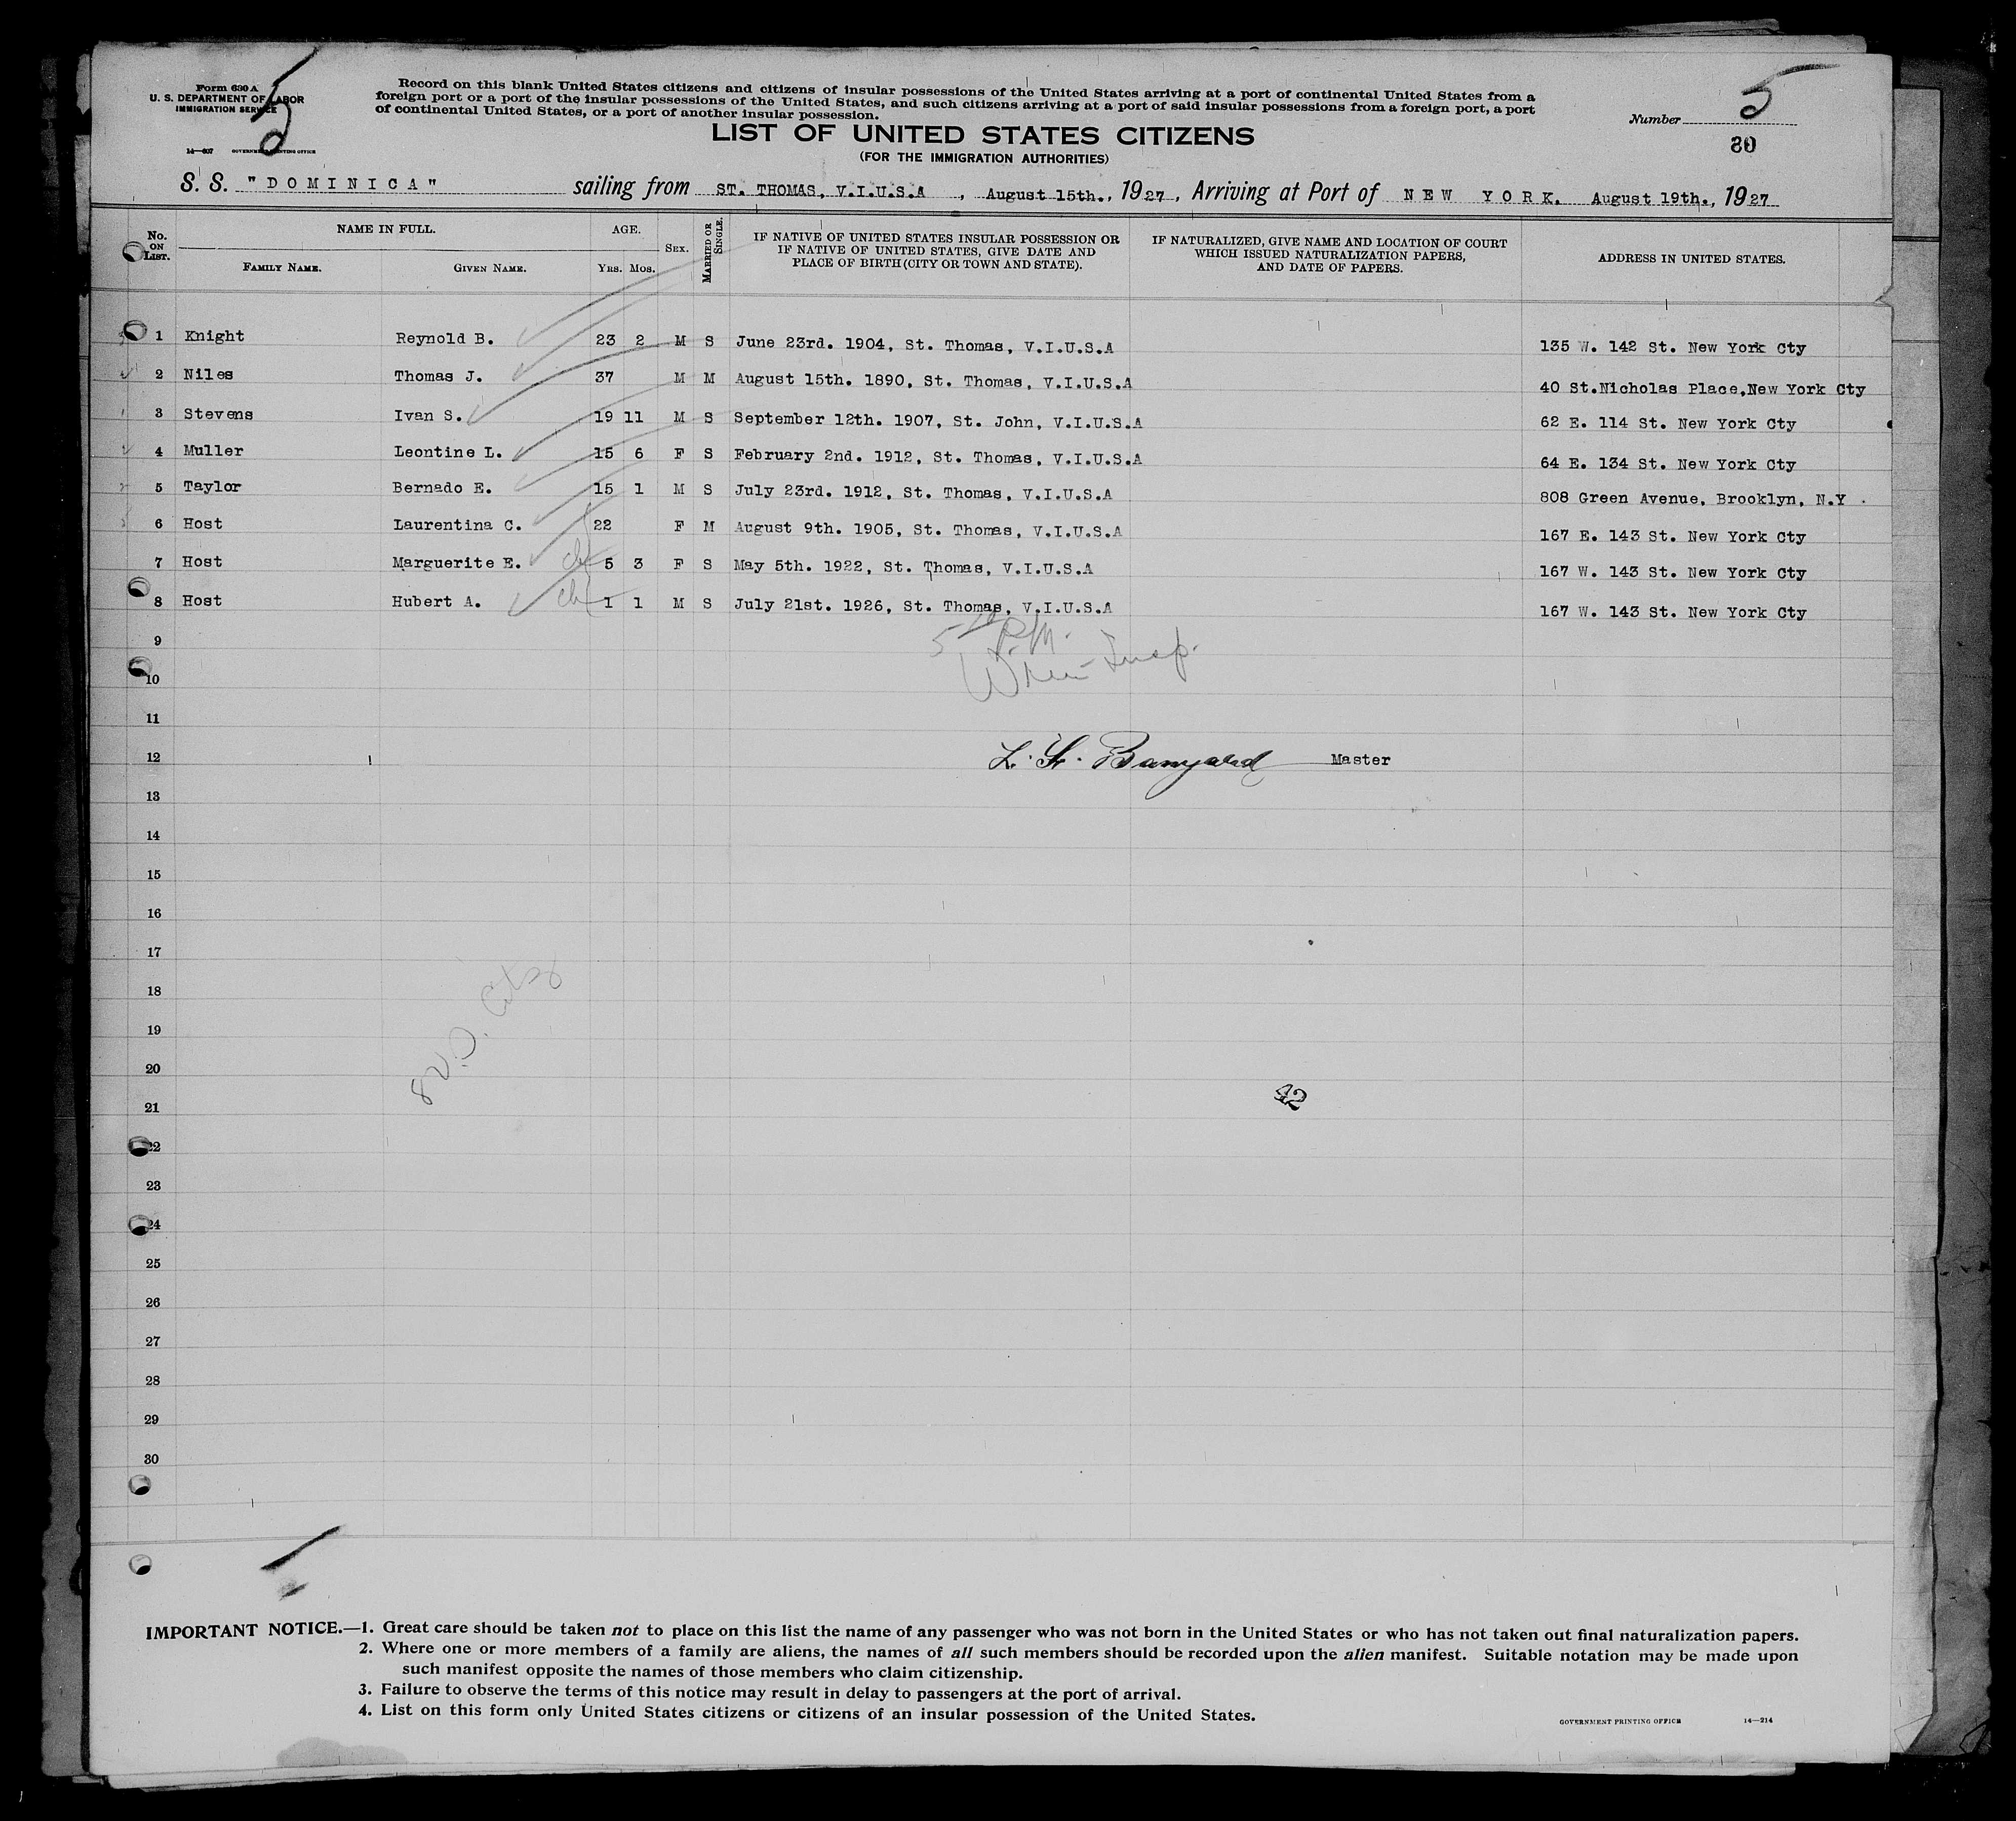 Form 630 A
U. S. DEPARTMENT OF LABOR
IMMIGRATION SERVICE
14—607 GOVERNMENT PRINTING OFFICE
5
Record on this blank United States citizens and citizens of insular possessions of the United States arriving at a port of continental United States from a
foreign port or a port of the insular possessions of the United States, and such citizens arriving at a port of said insular possessions from a foreign port, a port
of continental United States, or a port of another insular possession.
LIST OF UNITED STATES CITIZENS
(FOR THE IMMIGRATION AUTHORITIES)
Number 5
80
S. S. "DOMINICA" sailing from ST. THOMAS, V.I.U.S.A , August 15th., 1927, Arriving at Port of NEW YORK. August 19th., 1927
No. ON LIST. NAME IN FULL. AGE. SEX. MARRIED OR SINGLE. IF NATIVE OF UNITED STATES INSULAR POSSESSION OR IF NATIVE OF UNITED STATES, GIVE DATE AND PLACE OF BIRTH (CITY OR TOWN AND STATE). IF NATURALIZED, GIVE NAME AND LOCATION OF COURT WHICH ISSUED NATURALIZATION PAPERS, AND DATE OF PAPERS. ADDRESS IN UNITED STATES.
FAMILY NAME. GIVEN NAME. YRS. MOS.
1 Knight Reynold B. 23 2 M S June 23rd. 1904, St. Thomas, V.I.U.S.A 135 W. 142 St. New York Cty
2 Niles Thomas J. 37 M M August 15th. 1890, St. Thomas, V.I.U.S.A 40 St.Nicholas Place,New York Cty
3 Stevens Ivan S. 19 11 M S September 12th. 1907, St. John, V.I.U.S.A 62 E. 114 St. New York Cty
4 Muller Leontine L. 15 6 F S February 2nd. 1912, St. Thomas, V.I.U.S.A 64 E. 134 St. New York Cty
5 Taylor Bernado E. 15 1 M S July 23rd. 1912, St. Thomas, V.I.U.S.A 808 Green Avenue, Brooklyn, N.Y .
6 Host Laurentina C. 22 F M August 9th. 1905, St. Thomas, V.I.U.S.A 167 E. 143 St. New York Cty
7 Host Marguerite E. ch 5 3 F S May 5th. 1922, St. Thomas, V.I.U.S.A 167 W. 143 St. New York Cty
8 Host Hubert A. ch 1 1 M S July 21st. 1926, St. Thomas, V.I.U.S.A 167 W. 143 St. New York Cty
9
P.M.
Insp.
10
11
12 Master
13
14
15
16
17
18
19
20
21
42
22
23
24
25
26
27
28
29
30
IMPORTANT NOTICE.—1. Great care should be taken not to place on this list the name of any passenger who was not born in the United States or who has not taken out final naturalization papers.
2. Where one or more members of a family are aliens, the names of all such members should be recorded upon the alien manifest. Suitable notation may be made upon
such manifest opposite the names of those members who claim citizenship.
3. Failure to observe the terms of this notice may result in delay to passengers at the port of arrival.
4. List on this form only United States citizens or citizens of an insular possession of the United States.
GOVERNMENT PRINTING OFFICE 14—214